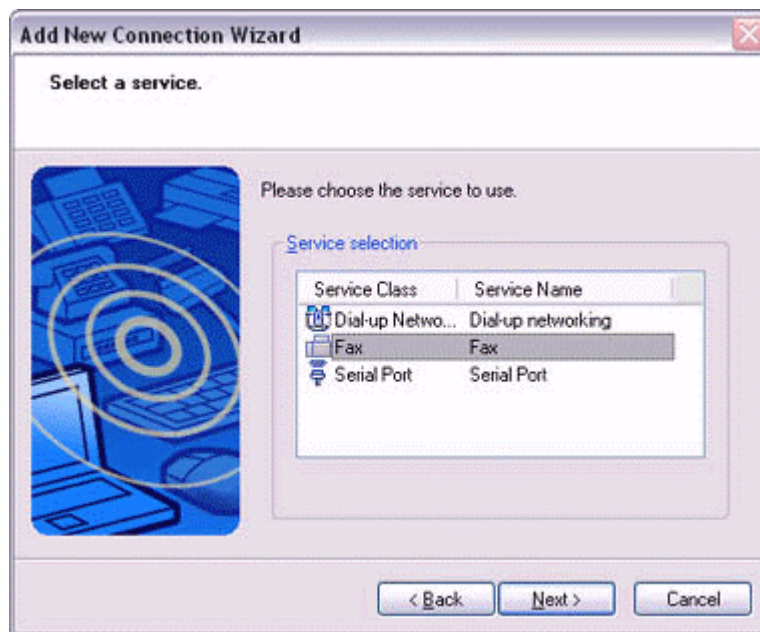 Add New Connection Wizard
Select a service.
Please choose the service to use.
Service selection
Service Class Service Name
Dial-up Netwo... Dial-up networking
Fax Fax
Serial Port Serial Port
< Back Next > Cancel